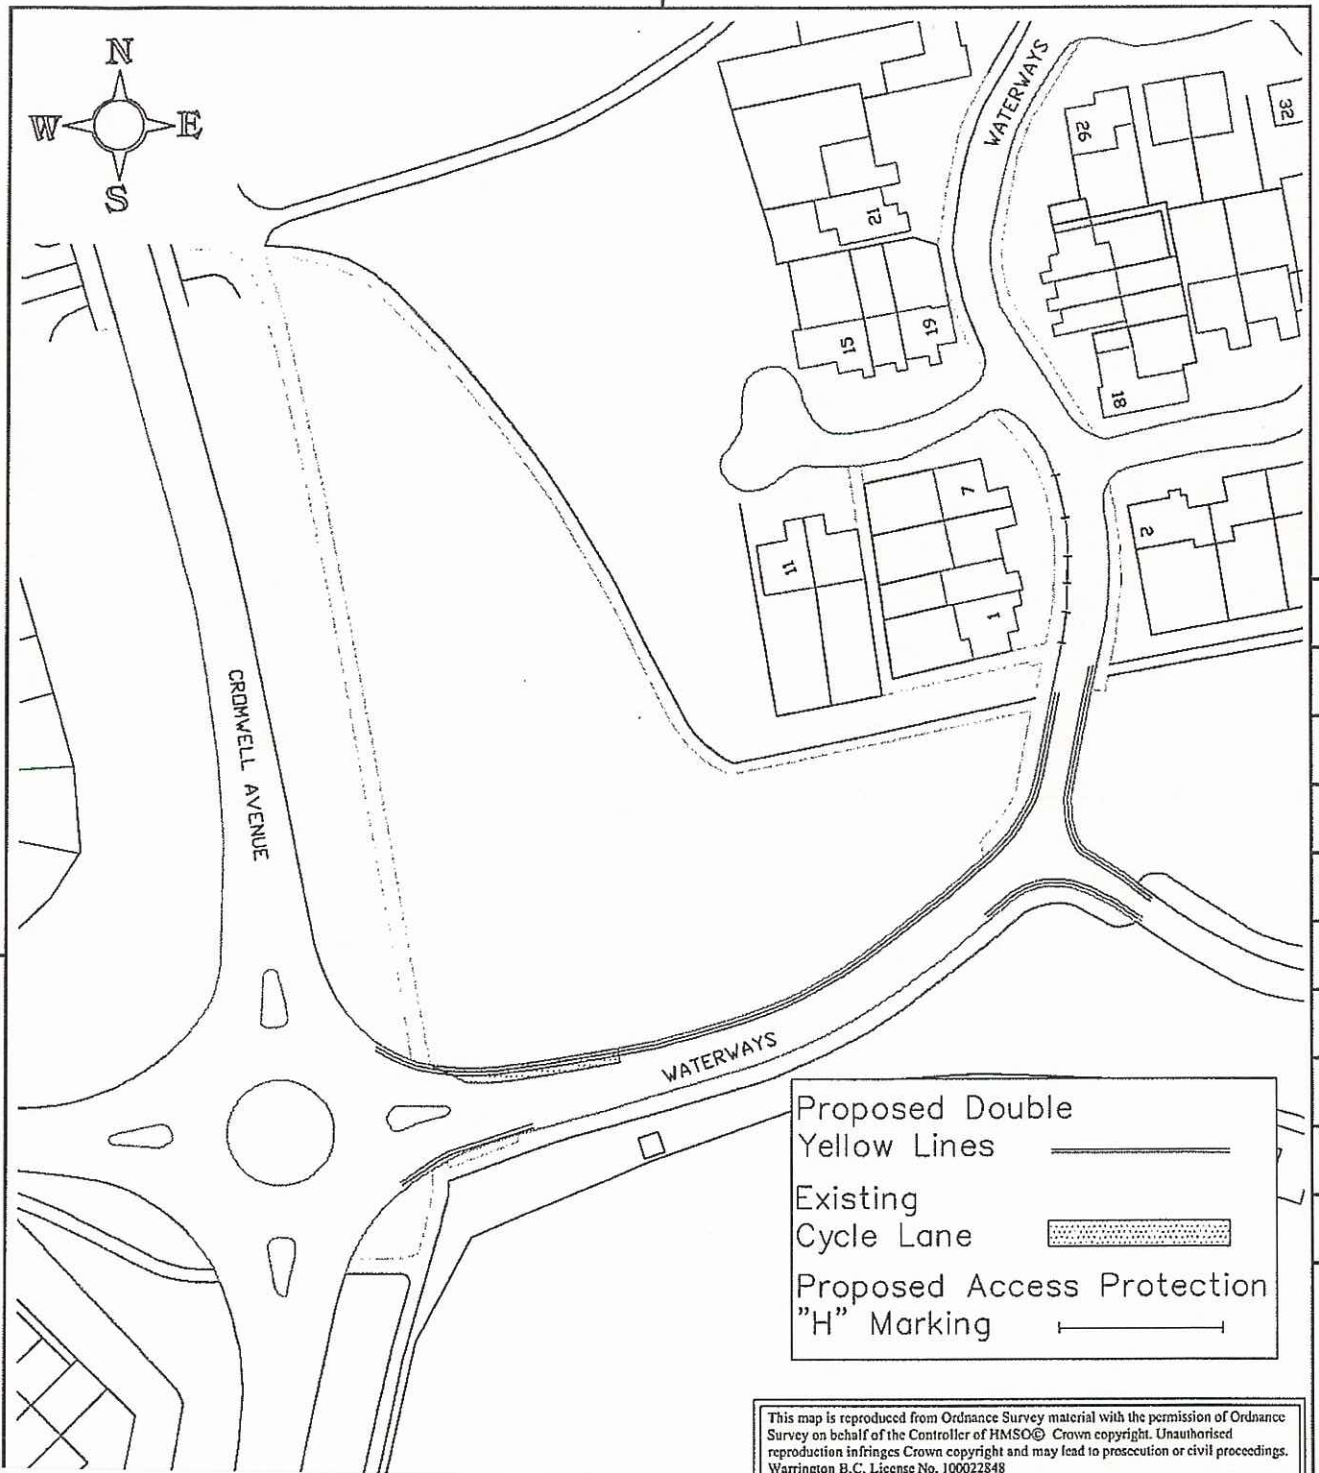 N
W E
S
WATERWAYS
26
32
21
15
19
18
7
2
11
1
CROMWELL AVENUE
WATERWAYS
Proposed Double
Yellow Lines
Existing
Cycle Lane
Proposed Access Protection
"H" Marking
This map is reproduced from Ordnance Survey material with the permission of Ordnance
Survey on behalf of the Controller of HMSO© Crown copyright. Unauthorised
reproduction infringes Crown copyright and may lead to prosecution or civil proceedings.
Warrington B.C. License No. 100022848